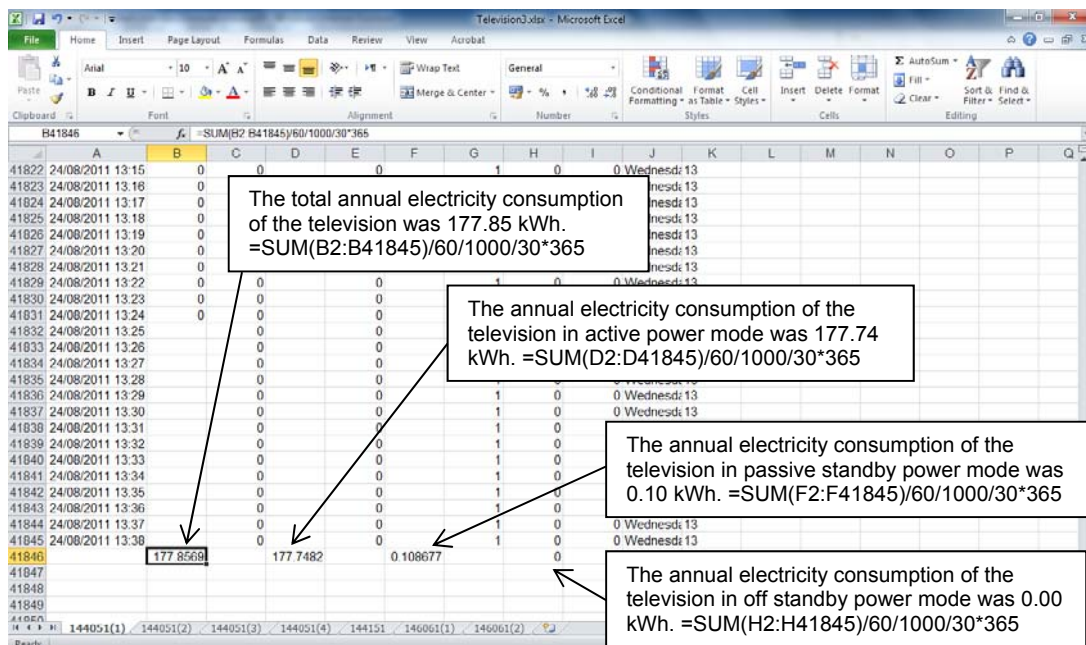 Television3.xlsx - Microsoft Excel
File Home Insert Page Layout Formulas Data Review View Acrobat
Paste
Arial 10
Wrap Text
General
Merge & Center
Conditional Formatting
Format as Table
Cell Styles
Insert Delete Format
Σ AutoSum
Fill
Clear
Sort & Filter
Find & Select
Clipboard Font Alignment Number Styles Cells Editing
B41846 fx =SUM(B2:B41845)/60/1000/30*365
A B C D E F G H I J K L M N O P Q
41822 24/08/2011 13:15 0 0 0 1 0 0 Wednesda 13
41823 24/08/2011 13:16 0 nesda 13
41824 24/08/2011 13:17 0 nesda 13
41825 24/08/2011 13:18 0 nesda 13
41826 24/08/2011 13:19 0 nesda 13
41827 24/08/2011 13:20 0 nesda 13
41828 24/08/2011 13:21 0 nesda 13
41829 24/08/2011 13:22 0 0 0 1 0 0 Wednesda 13
41830 24/08/2011 13:23 0 0 0
41831 24/08/2011 13:24 0 0 0
41832 24/08/2011 13:25 0 0
41833 24/08/2011 13:26 0 0
41834 24/08/2011 13:27 0 0
41835 24/08/2011 13:28 0 0
41836 24/08/2011 13:29 0 0 1 0 0 Wednesda 13
41837 24/08/2011 13:30 0 0 1 0 0 Wednesda 13
41838 24/08/2011 13:31 0 0 1 0
41839 24/08/2011 13:32 0 0 1 0
41840 24/08/2011 13:33 0 0 1 0
41841 24/08/2011 13:34 0 0 1 0
41842 24/08/2011 13:35 0 0 1 0
41843 24/08/2011 13:36 0 0 1 0
41844 24/08/2011 13:37 0 0 1 0 0 Wednesda 13
41845 24/08/2011 13:38 0 0 1 0 0 Wednesda 13
41846 177.8569 177.7482 0.108677 0
41847
41848
41849
The total annual electricity consumption
of the television was 177.85 kWh.
=SUM(B2:B41845)/60/1000/30*365
The annual electricity consumption of the
television in active power mode was 177.74
kWh. =SUM(D2:D41845)/60/1000/30*365
The annual electricity consumption of the
television in passive standby power mode was
0.10 kWh. =SUM(F2:F41845)/60/1000/30*365
The annual electricity consumption of the
television in off standby power mode was 0.00
kWh. =SUM(H2:H41845)/60/1000/30*365
144051(1) 144051(2) 144051(3) 144051(4) 144151 146061(1) 146061(2)
Ready